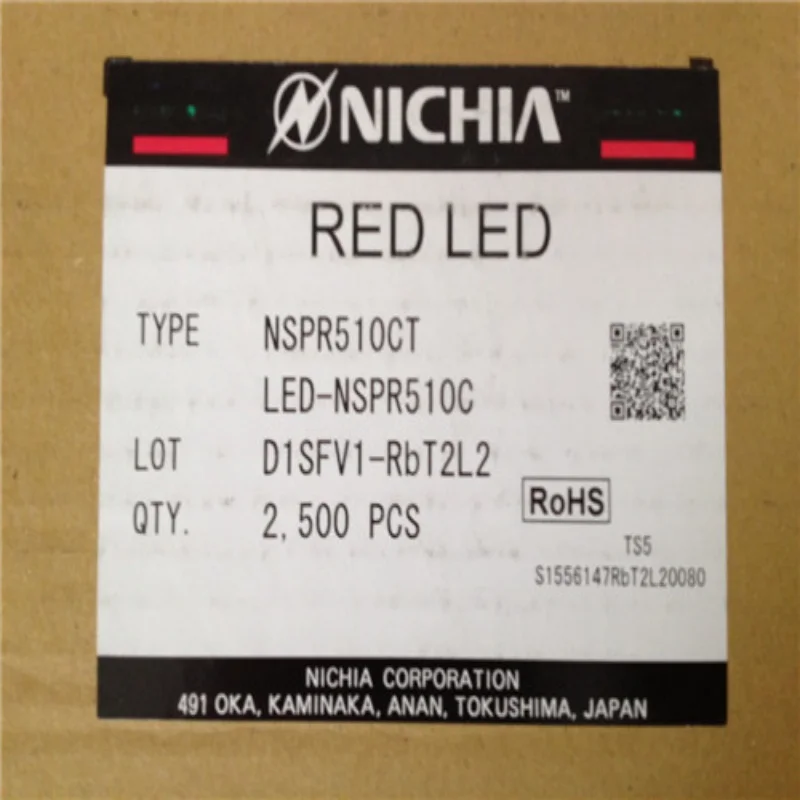 NICHIA™
RED LED
TYPE NSPR510CT
LED-NSPR510C
LOT D1SFV1-RbT2L2
QTY. 2,500 PCS
RoHS
TS5
S1556147RbT2L20080
NICHIA CORPORATION
491 OKA, KAMINAKA, ANAN, TOKUSHIMA, JAPAN